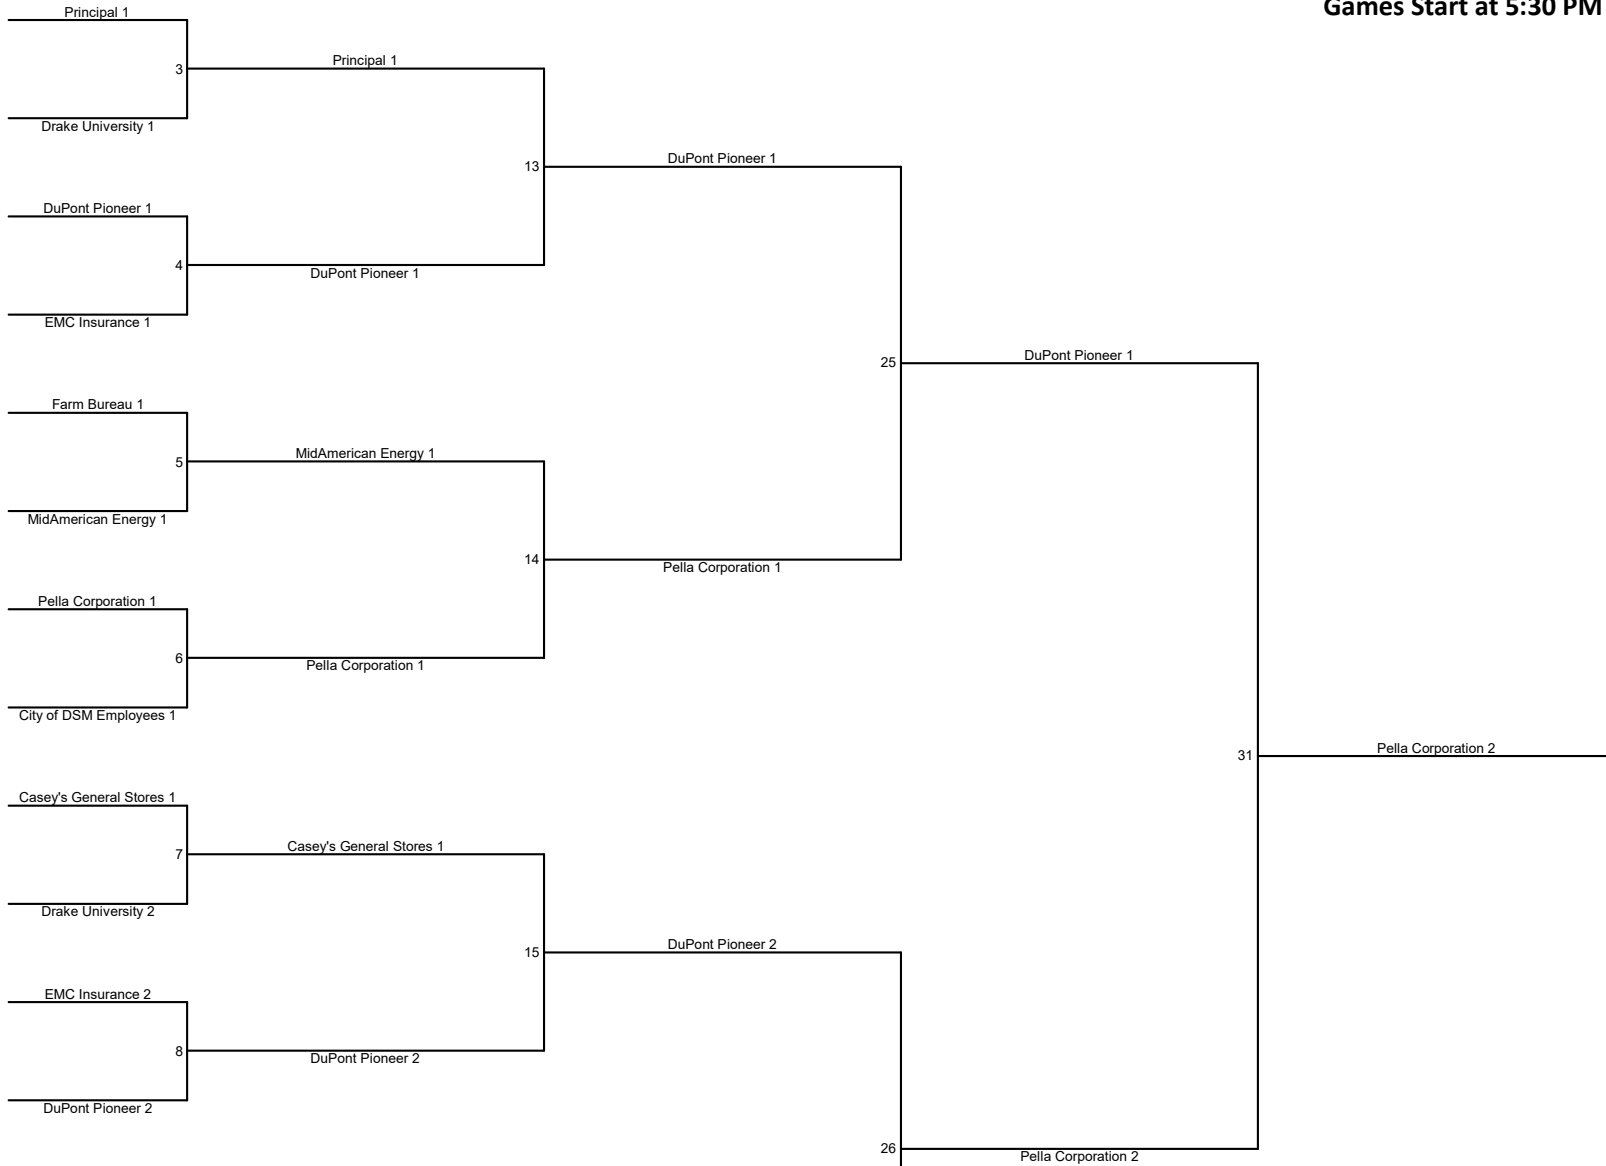 Games Start at 5:30 PM
Principal 1
3
Principal 1
Drake University 1
13
DuPont Pioneer 1
DuPont Pioneer 1
4
DuPont Pioneer 1
EMC Insurance 1
25
DuPont Pioneer 1
Farm Bureau 1
5
MidAmerican Energy 1
MidAmerican Energy 1
14
Pella Corporation 1
Pella Corporation 1
6
Pella Corporation 1
City of DSM Employees 1
31
Pella Corporation 2
Casey's General Stores 1
7
Casey's General Stores 1
Drake University 2
15
DuPont Pioneer 2
EMC Insurance 2
8
DuPont Pioneer 2
DuPont Pioneer 2
26
Pella Corporation 2